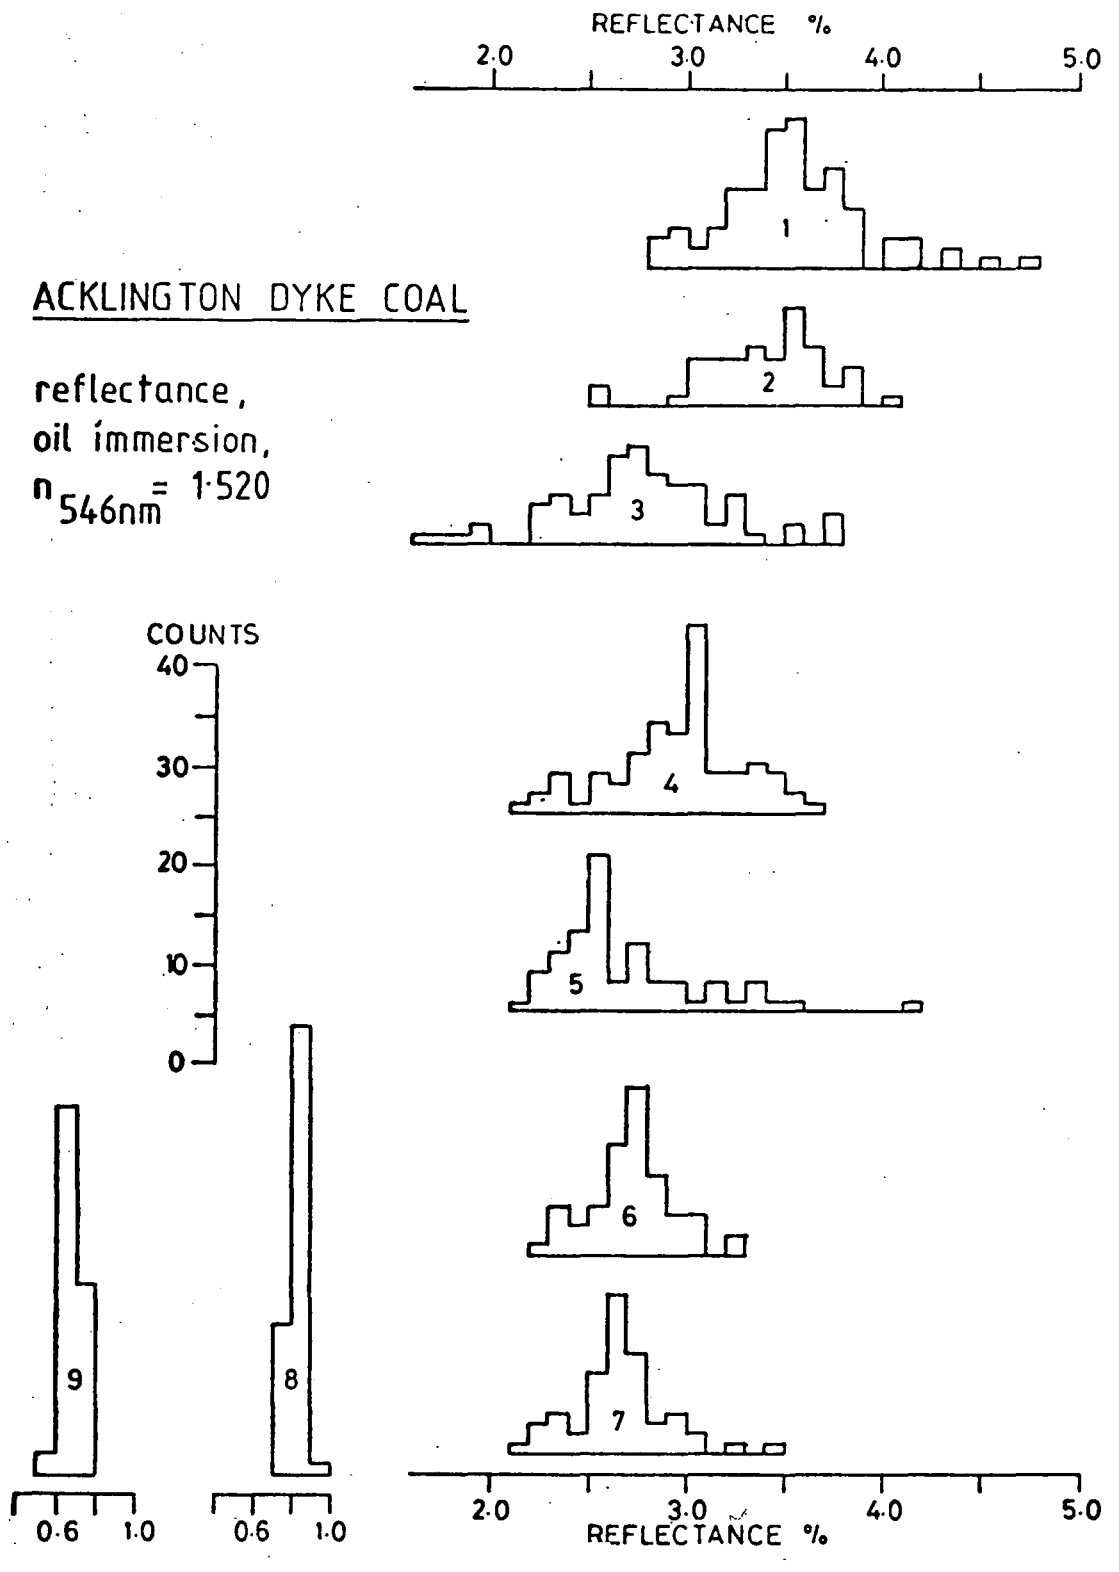 REFLECTANCE %
2.0 3.0 4.0 5.0
1
ACKLINGTON DYKE COAL
2
reflectance,
oil immersion,
n546nm = 1.520
3
COUNTS
40
30
20
10
0
4
5
6
7
8
9
0.6 1.0 0.6 1.0 2.0 3.0 4.0 5.0
REFLECTANCE %